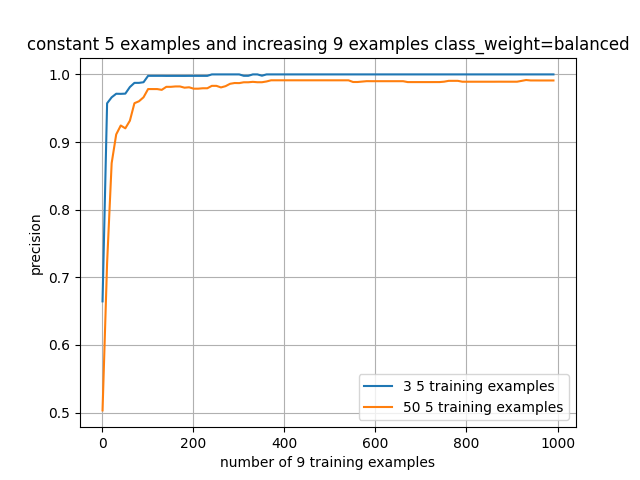 constant 5 examples and increasing 9 examples class_weight=balanced
1.0
0.9
0.8
0.7
0.6
0.5
precision
3 5 training examples
50 5 training examples
0 200 400 600 800 1000
number of 9 training examples